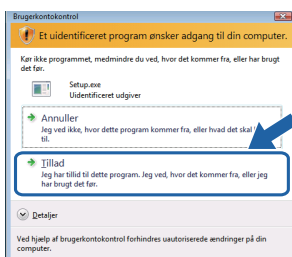 Brugerkontokontrol
Et uidentificeret program ønsker adgang til din computer.
Kør ikke programmet, medmindre du ved, hvor det kommer fra, eller har brugt
det før.
Setup.exe
Uidentificeret udgiver
Annuller
Jeg ved ikke, hvor dette program kommer fra, eller hvad det skal
til.
Tillad
Jeg har tillid til dette program. Jeg ved, hvor det kommer fra, eller jeg
har brugt det før.
Detaljer
Ved hjælp af brugerkontokontrol forhindres uautoriserede ændringer på din
computer.